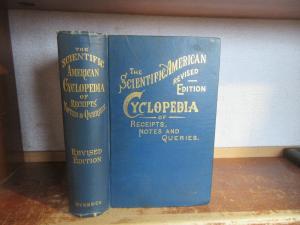 THE
SCIENTIFIC
AMERICAN
CYCLOPEDIA
OF
RECEIPTS,
NOTES & QUERIES
REVISED
EDITION
THE
SCIENTIFIC AMERICAN
REVISED
EDITION
CYCLOPEDIA
OF
RECEIPTS,
NOTES AND
QUERIES.